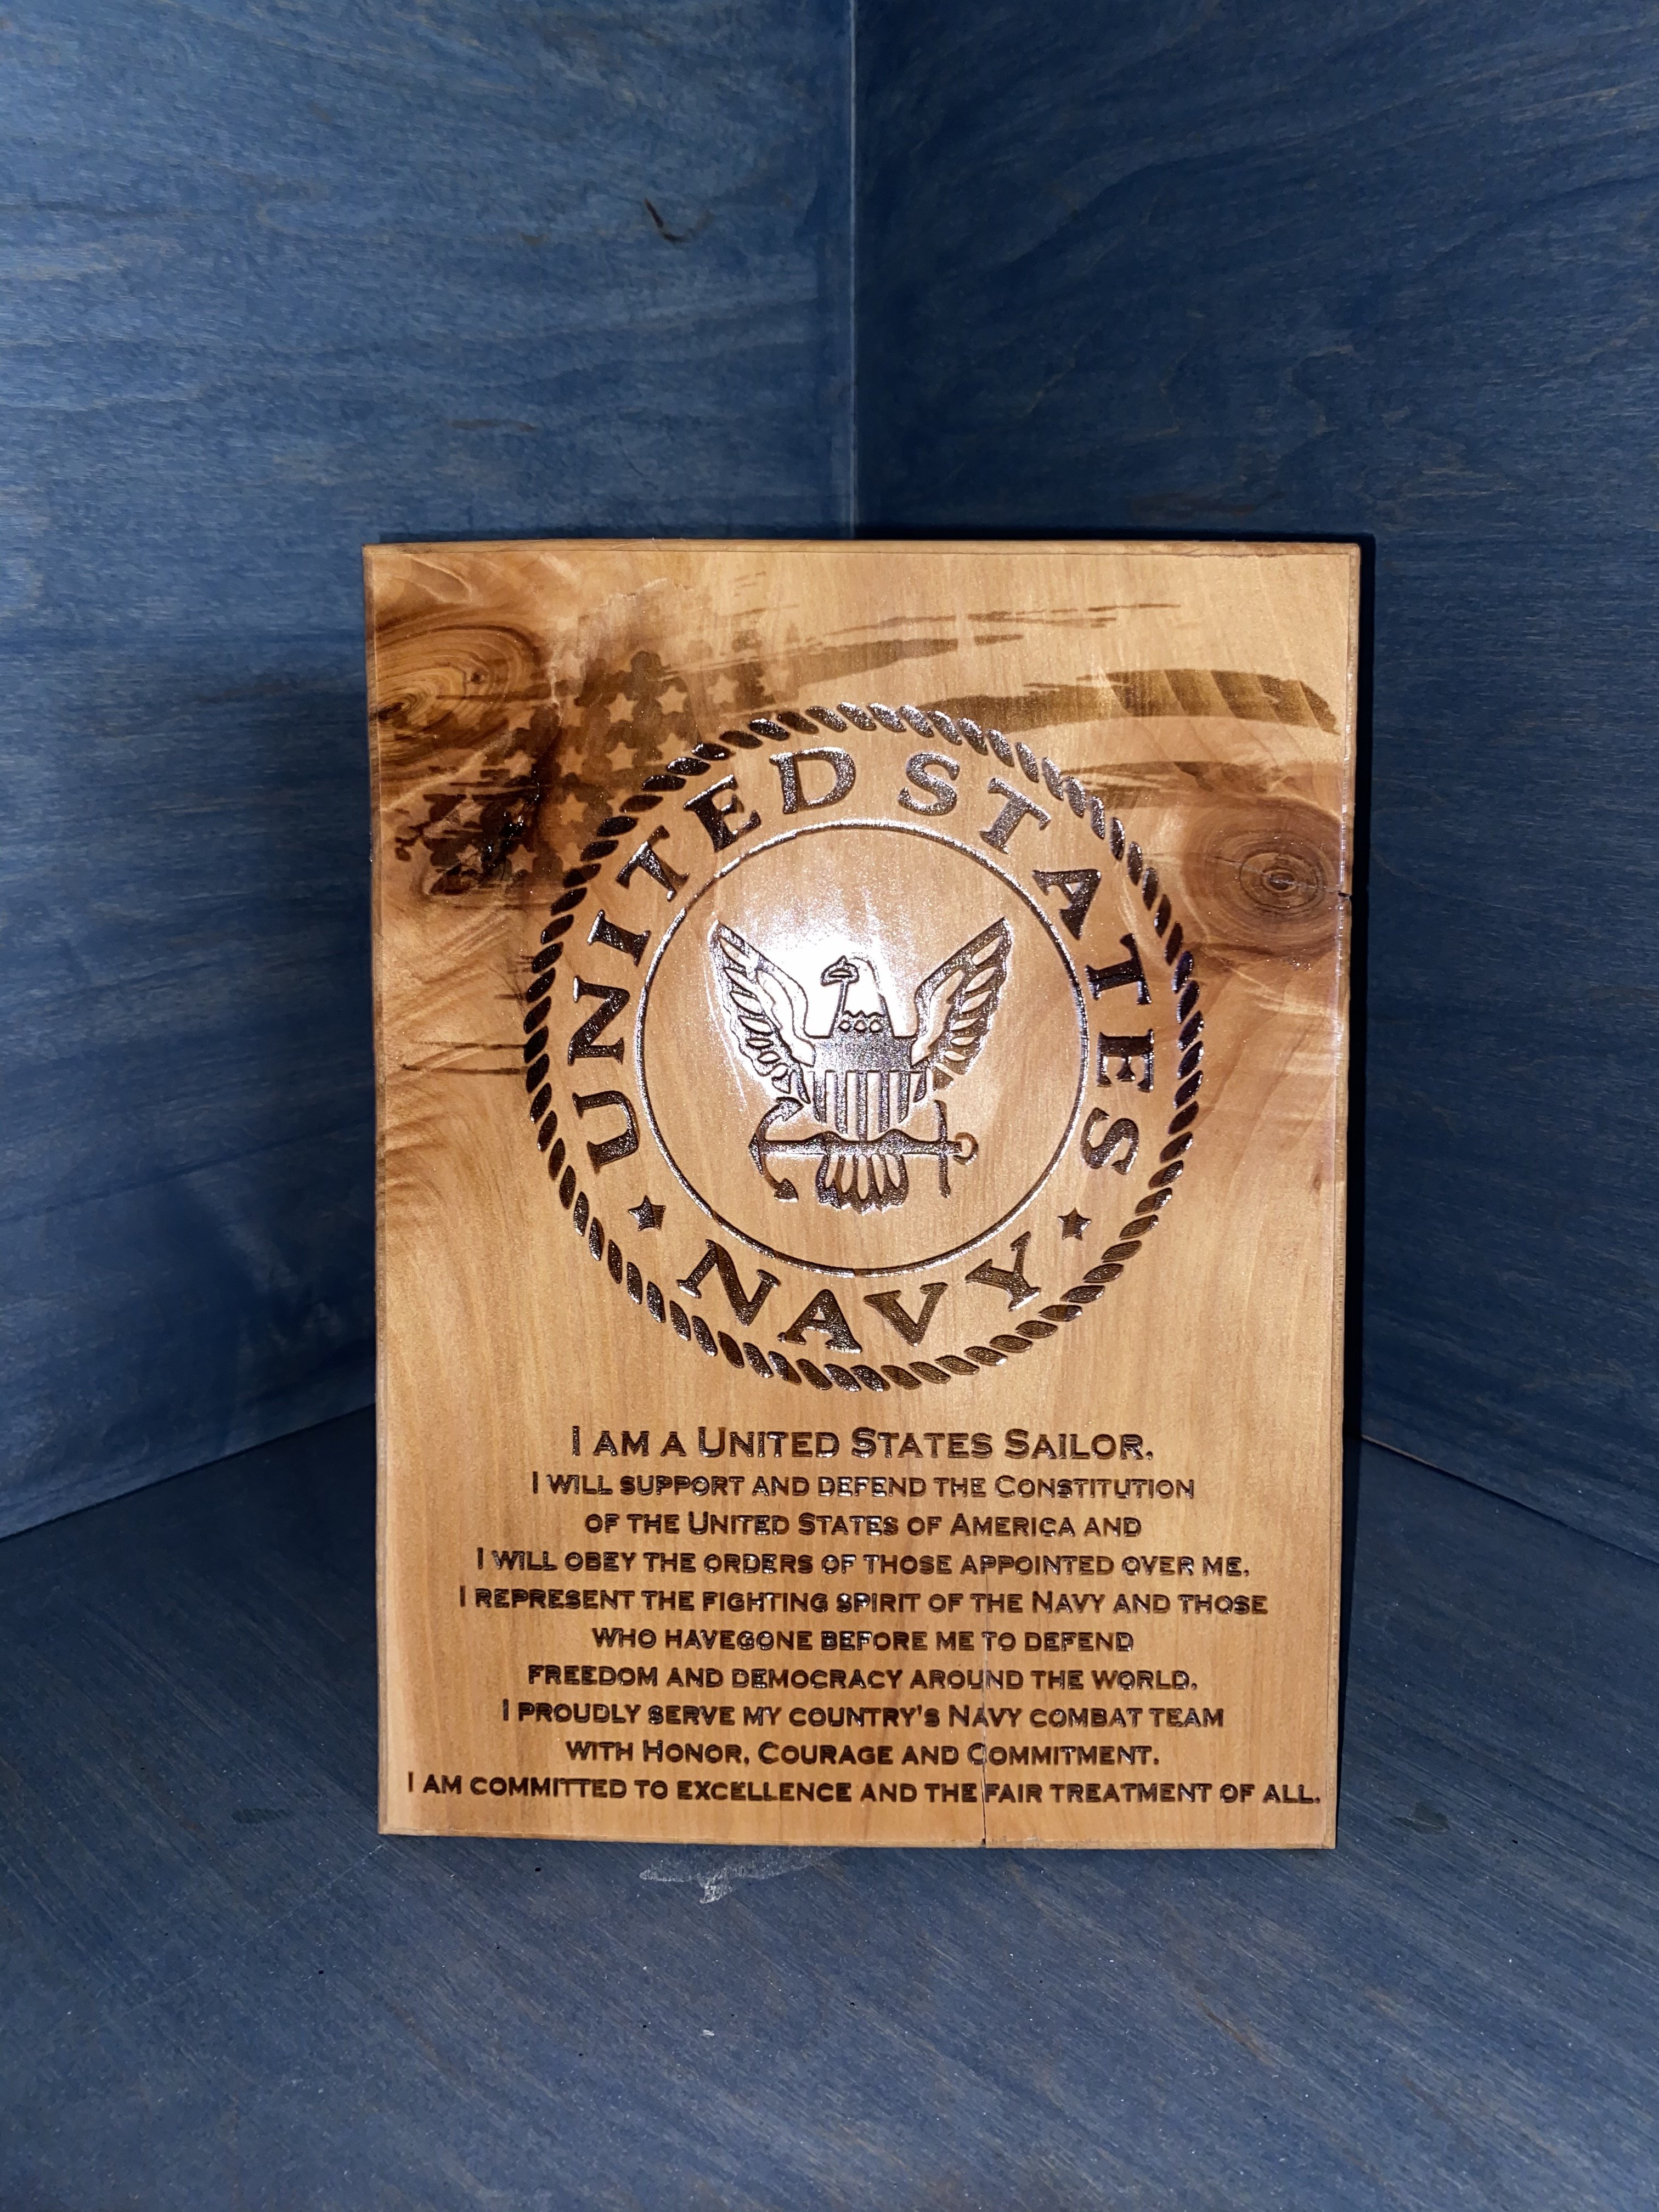 UNITED STATES
NAVY
I AM A UNITED STATES SAILOR.
I WILL SUPPORT AND DEFEND THE CONSTITUTION
OF THE UNITED STATES OF AMERICA AND
I WILL OBEY THE ORDERS OF THOSE APPOINTED OVER ME.
I REPRESENT THE FIGHTING SPIRIT OF THE NAVY AND THOSE
WHO HAVEGONE BEFORE ME TO DEFEND
FREEDOM AND DEMOCRACY AROUND THE WORLD.
I PROUDLY SERVE MY COUNTRY'S NAVY COMBAT TEAM
WITH HONOR, COURAGE AND COMMITMENT.
I AM COMMITTED TO EXCELLENCE AND THE FAIR TREATMENT OF ALL.